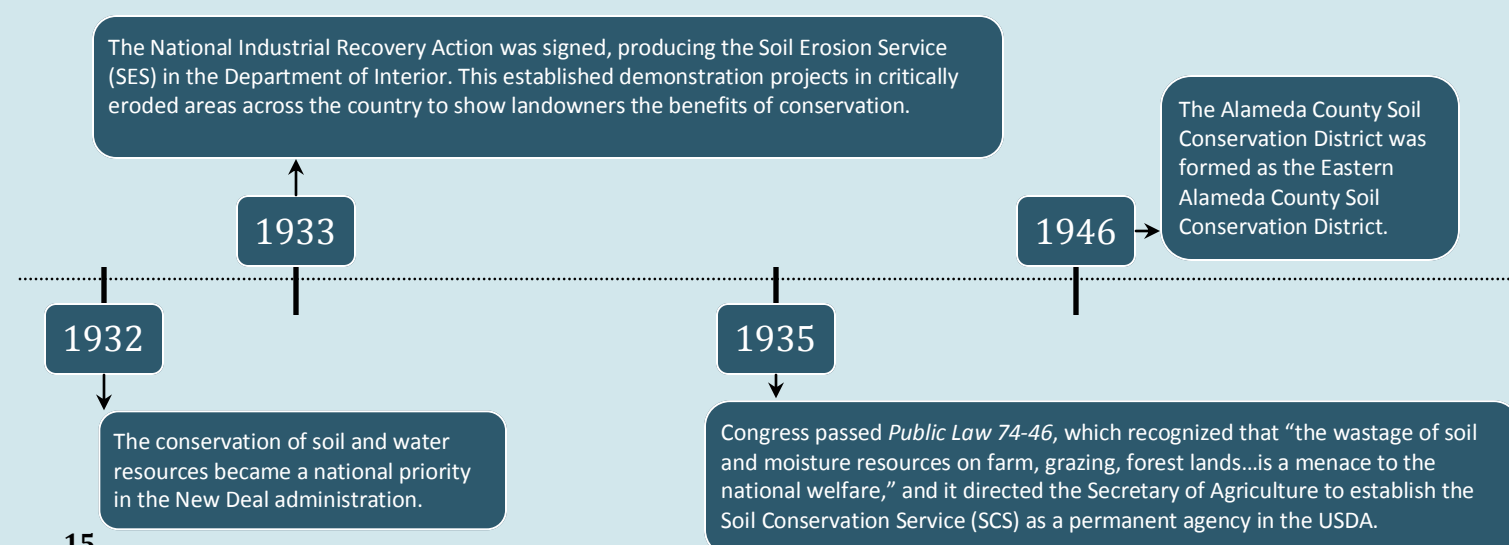 The National Industrial Recovery Action was signed, producing the Soil Erosion Service
(SES) in the Department of Interior. This established demonstration projects in critically
eroded areas across the country to show landowners the benefits of conservation.
1933
The Alameda County Soil
Conservation District was
formed as the Eastern
Alameda County Soil
Conservation District.
1946
1932
The conservation of soil and water
resources became a national priority
in the New Deal administration.
1935
Congress passed Public Law 74-46, which recognized that “the wastage of soil
and moisture resources on farm, grazing, forest lands…is a menace to the
national welfare,” and it directed the Secretary of Agriculture to establish the
Soil Conservation Service (SCS) as a permanent agency in the USDA.
15